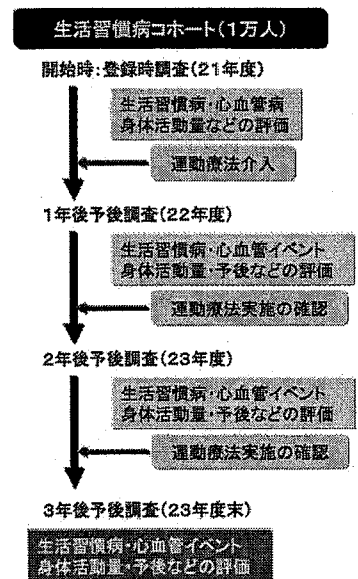 生活習慣病コホート(1万人)
開始時:登録時調査(21年度)
生活習慣病・心血管病
身体活動量などの評価
運動療法介入
1年後予後調査(22年度)
生活習慣病・心血管イベント
身体活動量・予後などの評価
運動療法実施の確認
2年後予後調査(23年度)
生活習慣病・心血管イベント
身体活動量・予後などの評価
運動療法実施の確認
3年後予後調査(23年度末)
生活習慣病・心血管イベント
身体活動量・予後などの評価